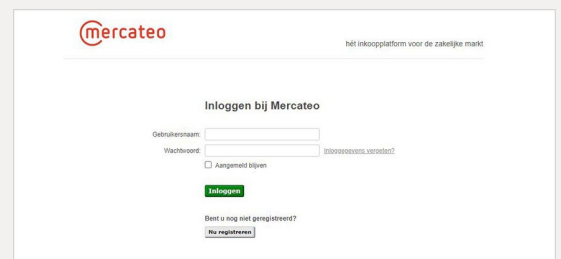 mercateo
hét inkoopplatform voor de zakelijke markt
Inloggen bij Mercateo
Gebruikersnaam:
Wachtwoord:
Inloggegevens vergeten?
Aangemeld blijven
Inloggen
Bent u nog niet geregistreerd?
Nu registreren